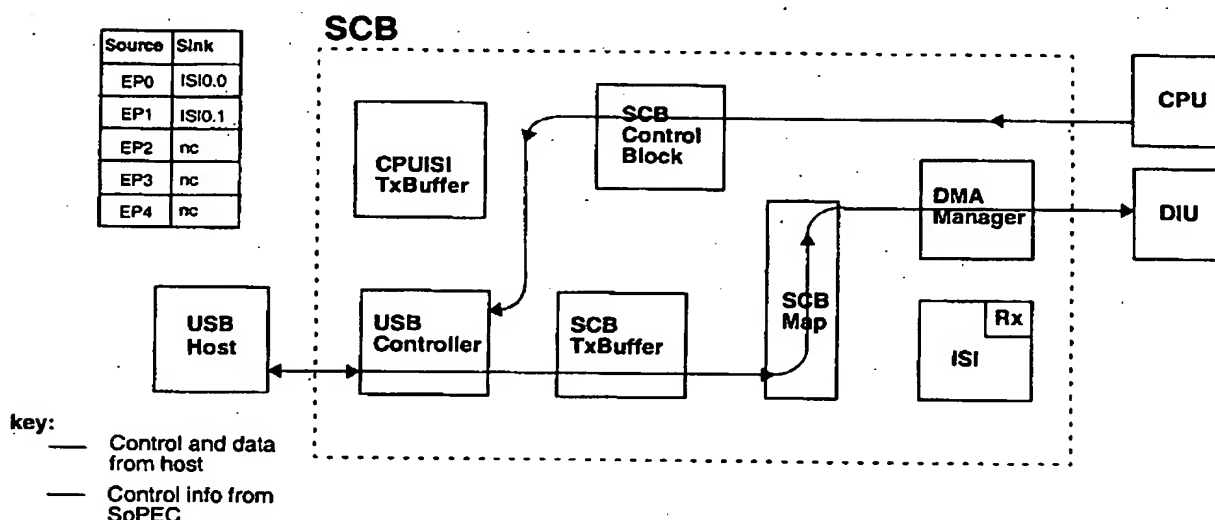 SCB
Source Sink
EP0 ISI0.0
EP1 ISI0.1
EP2 nc
EP3 nc
EP4 nc
CPUISI
TxBuffer
SCB
Control
Block
CPU
DMA
Manager
DIU
USB
Host
USB
Controller
SCB
TxBuffer
SCB
Map
Rx
ISI
key:
Control and data
from host
Control info from
SoPEC